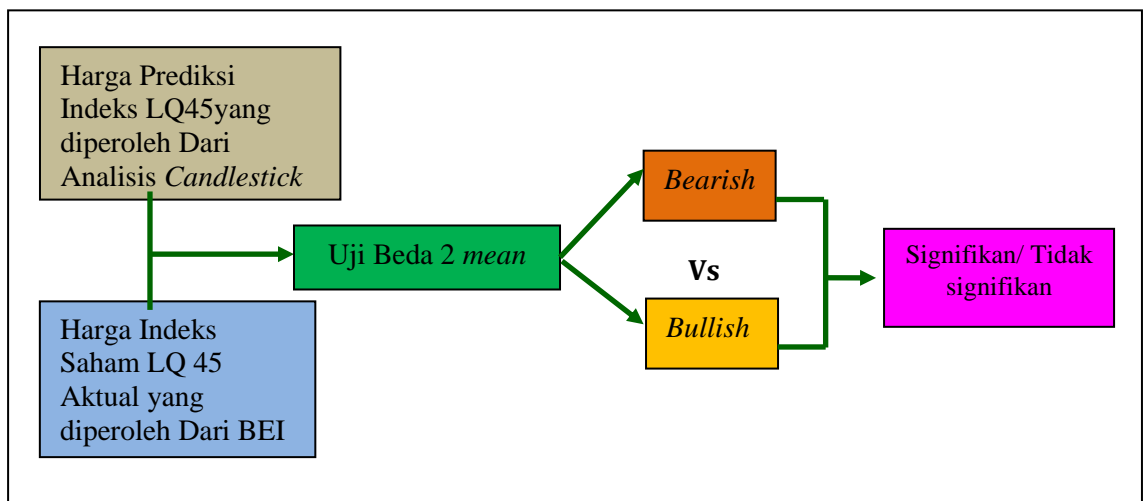 Harga Prediksi
Indeks LQ45yang
diperoleh Dari
Analisis Candlestick
Harga Indeks
Saham LQ 45
Aktual yang
diperoleh Dari BEI
Uji Beda 2 mean
Bearish
Vs
Bullish
Signifikan/ Tidak
signifikan